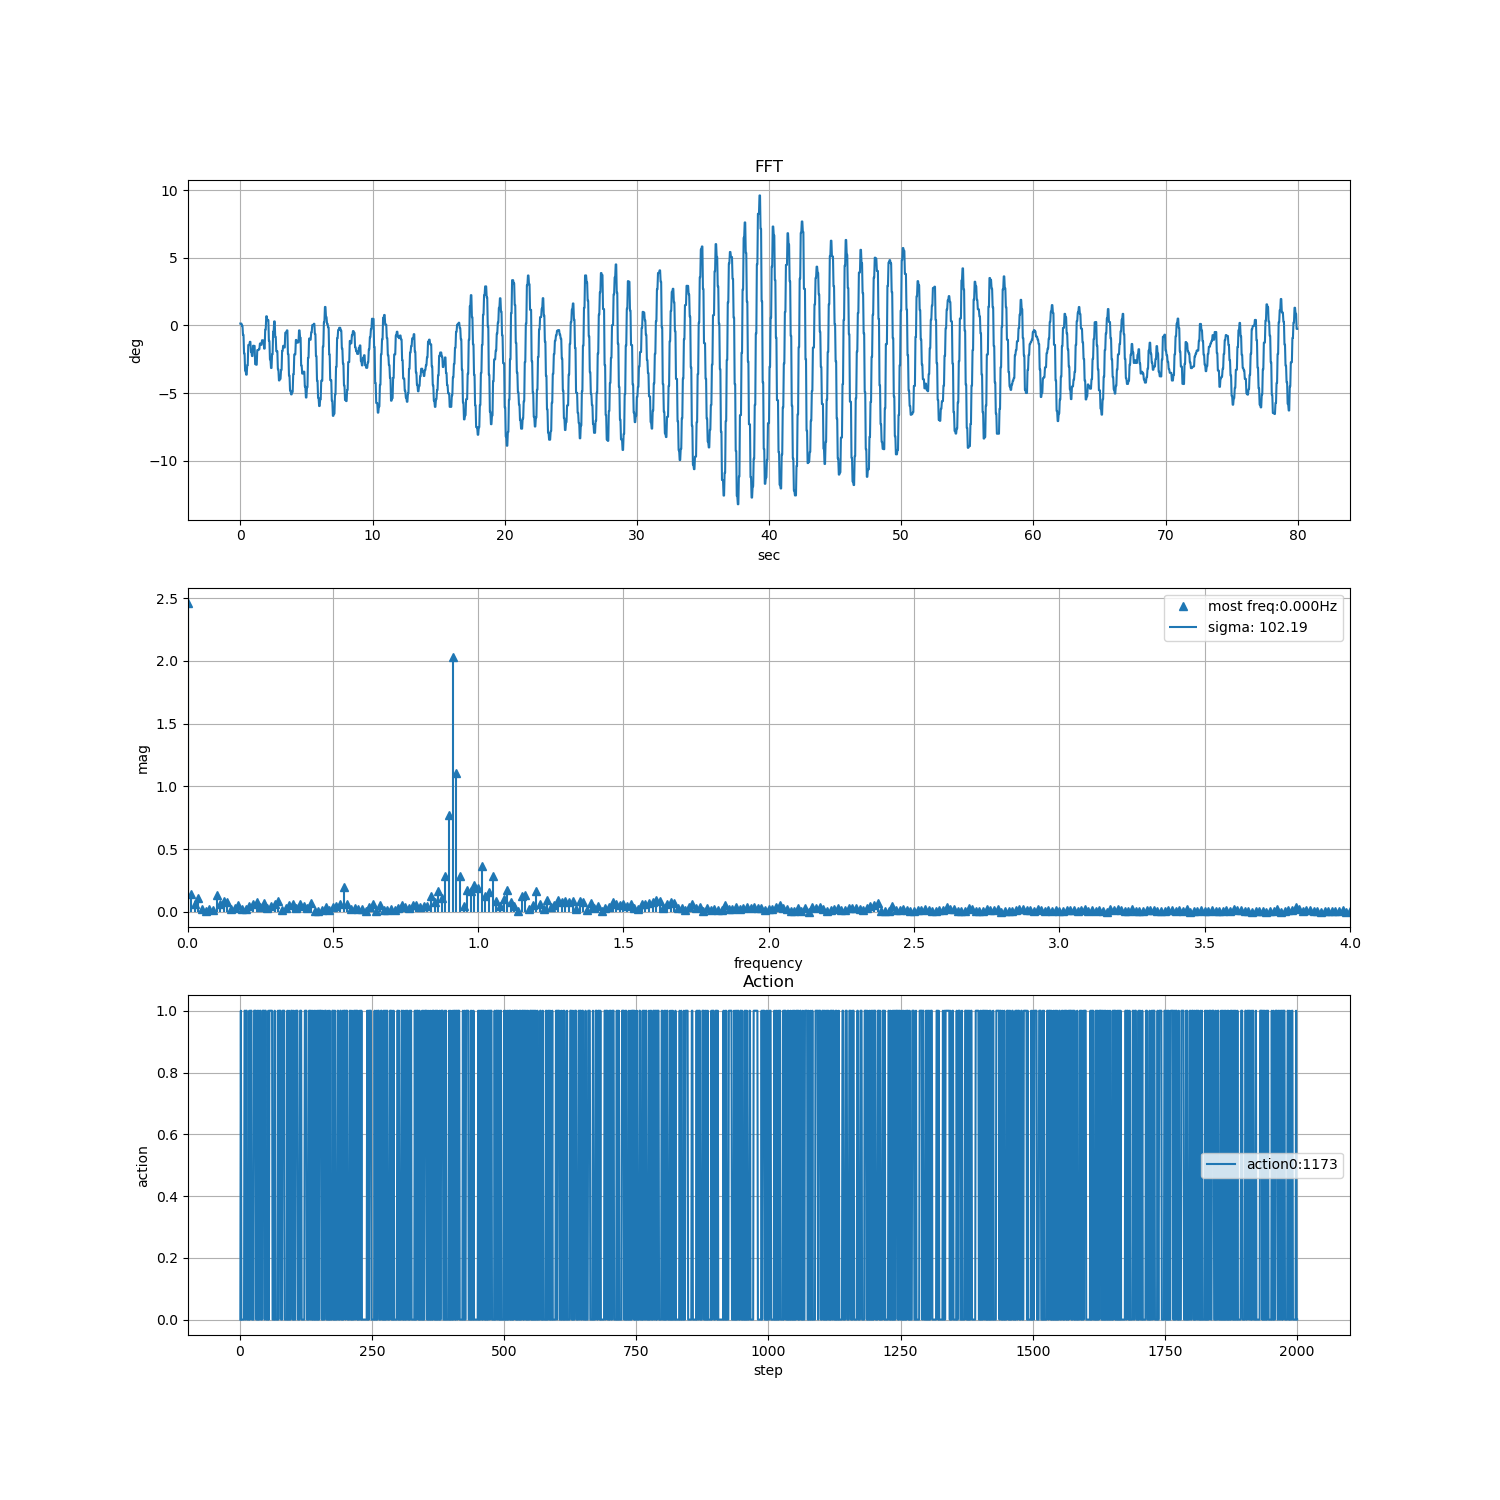 FFT
10
5
0
−5
−10
deg
0 10 20 30 40 50 60 70 80
sec
2.5
2.0
1.5
1.0
0.5
0.0
mag
most freq:0.000Hz
sigma: 102.19
0.0 0.5 1.0 1.5 2.0 2.5 3.0 3.5 4.0
frequency
Action
1.0
0.8
0.6
0.4
0.2
0.0
action
action0:1173
0 250 500 750 1000 1250 1500 1750 2000
step